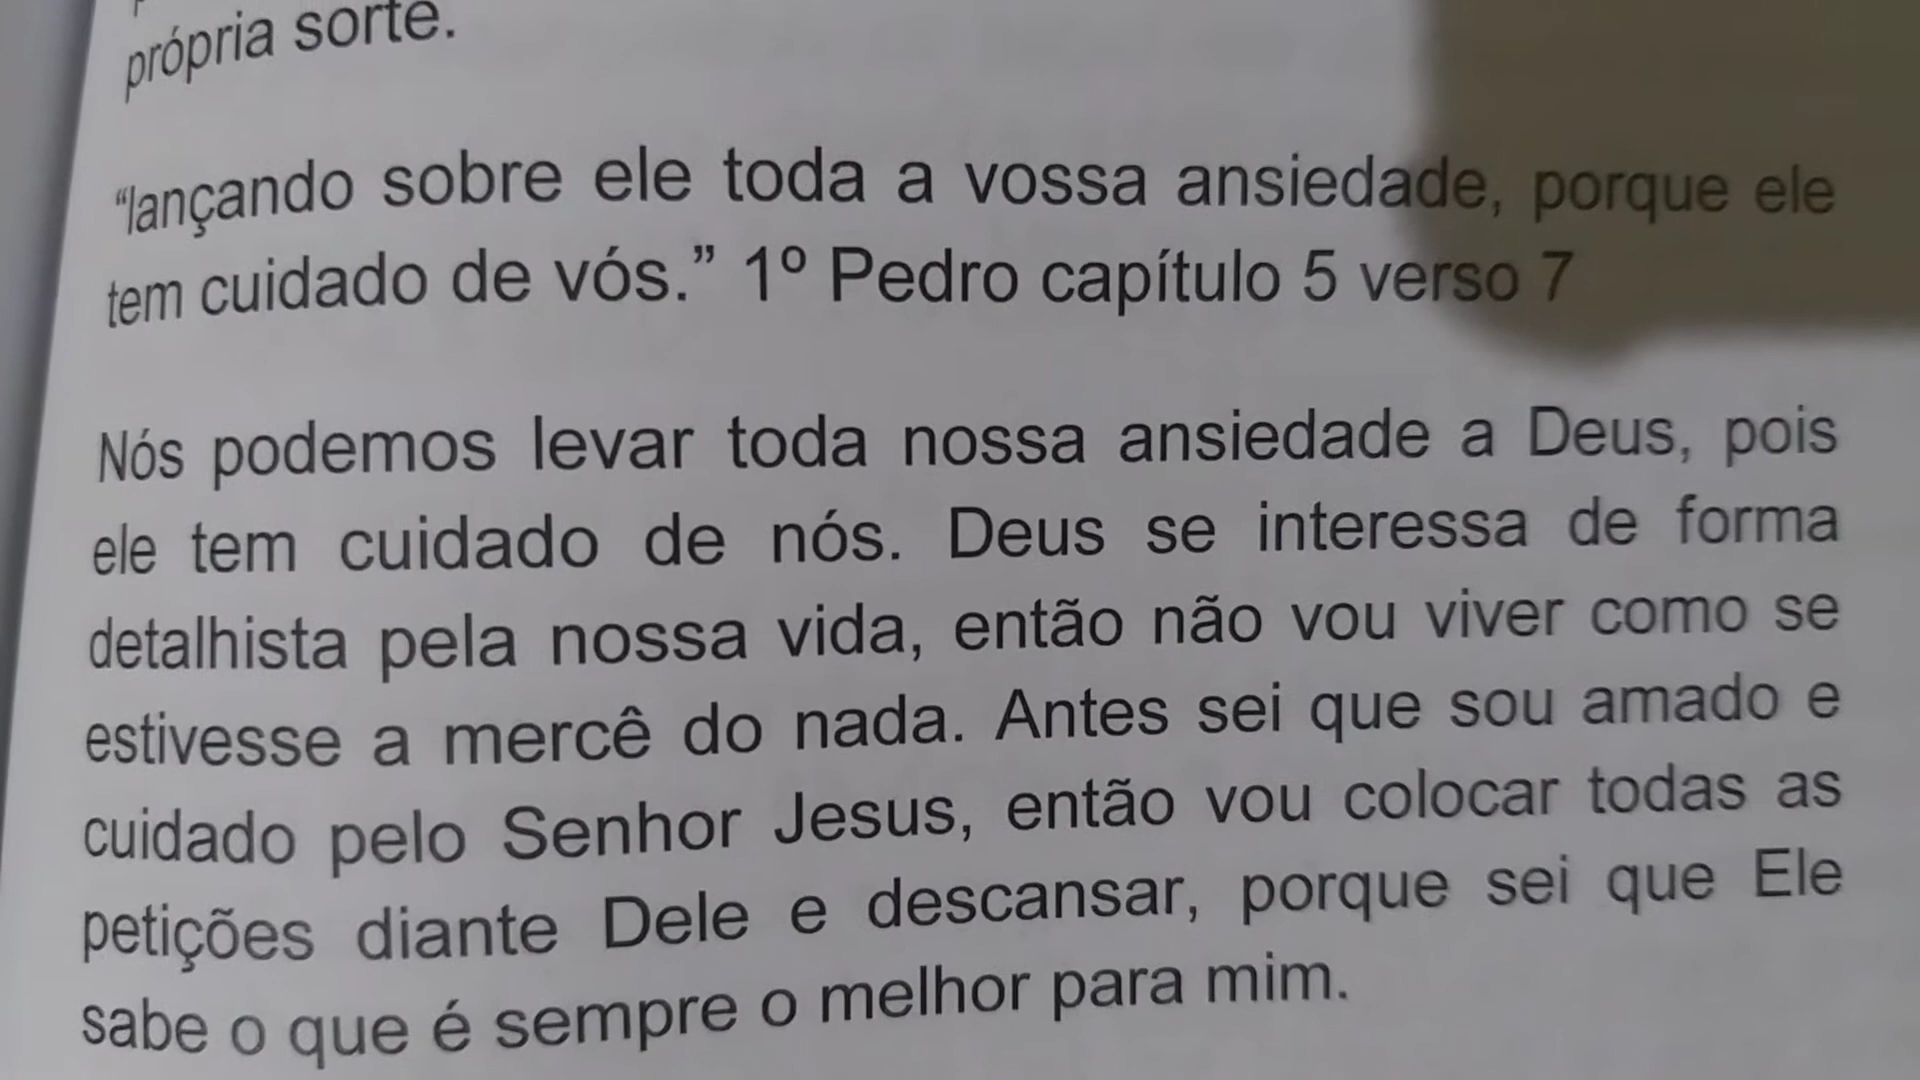 própria sorte.
“lançando sobre ele toda a vossa ansiedade, porque ele
tem cuidado de vós.” 1º Pedro capítulo 5 verso 7
Nós podemos levar toda nossa ansiedade a Deus, pois
ele tem cuidado de nós. Deus se interessa de forma
detalhista pela nossa vida, então não vou viver como se
estivesse a mercê do nada. Antes sei que sou amado e
cuidado pelo Senhor Jesus, então vou colocar todas as
petições diante Dele e descansar, porque sei que Ele
sabe o que é sempre o melhor para mim.